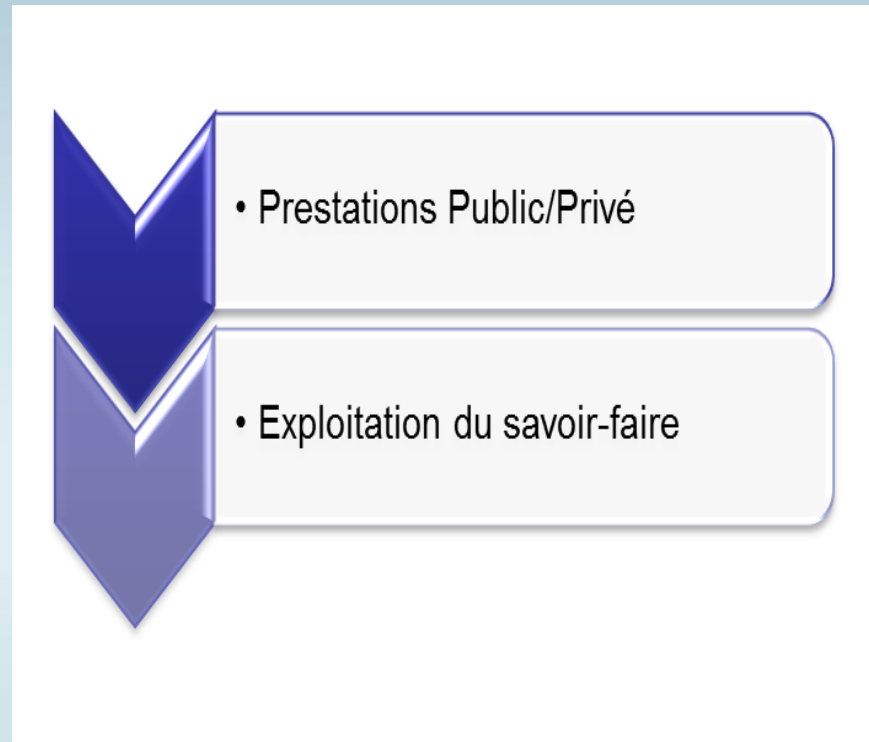 • Prestations Public/Privé
• Exploitation du savoir-faire